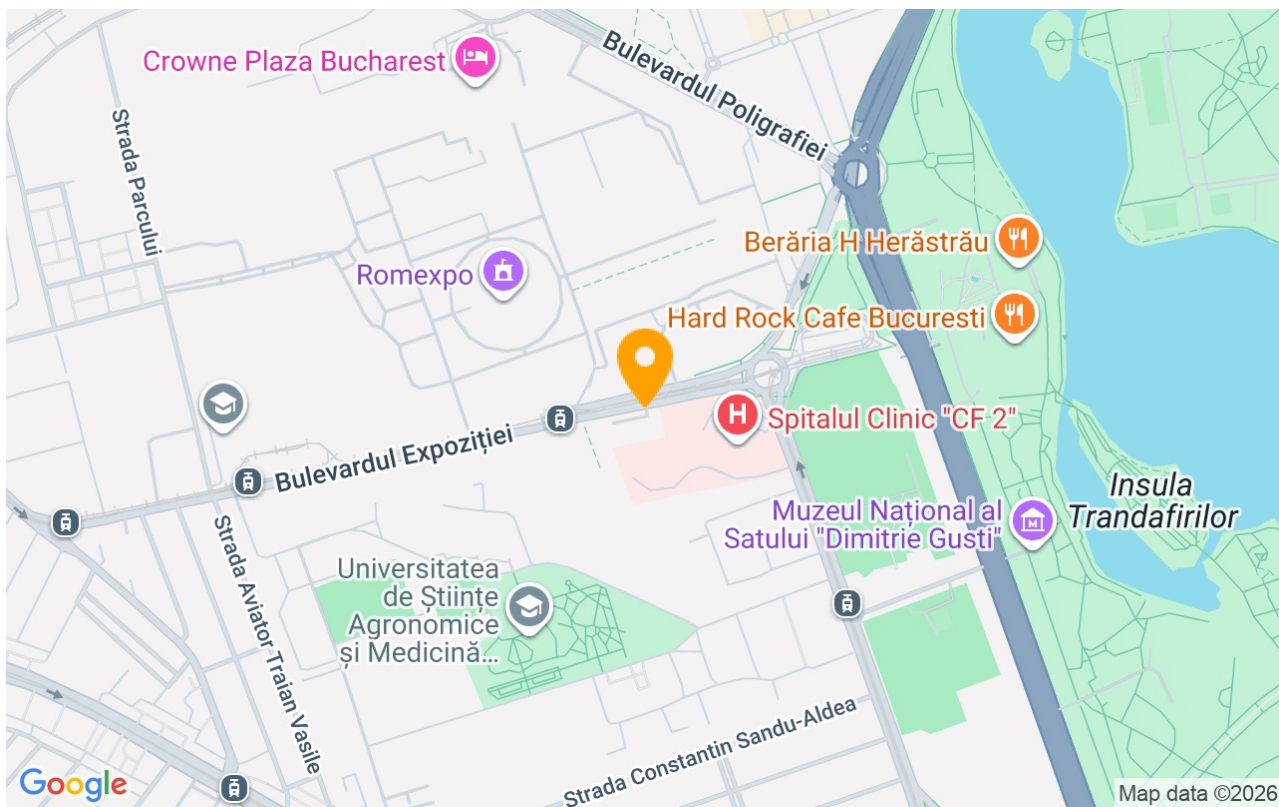 Crowne Plaza Bucharest
Bulevardul Poligrafiei
Strada Parcului
Berăria H Herăstrău
Romexpo
Hard Rock Cafe Bucuresti
H
Spitalul Clinic "CF 2"
Bulevardul Expoziției
Insula
Trandafirilor
Muzeul Național al
Satului "Dimitrie Gusti"
M
Universitatea
de Științe
Agronomice
și Medicină...
Strada Aviator Traian Vasile
Strada Constantin Sandu-Aldea
Google
Map data ©2026